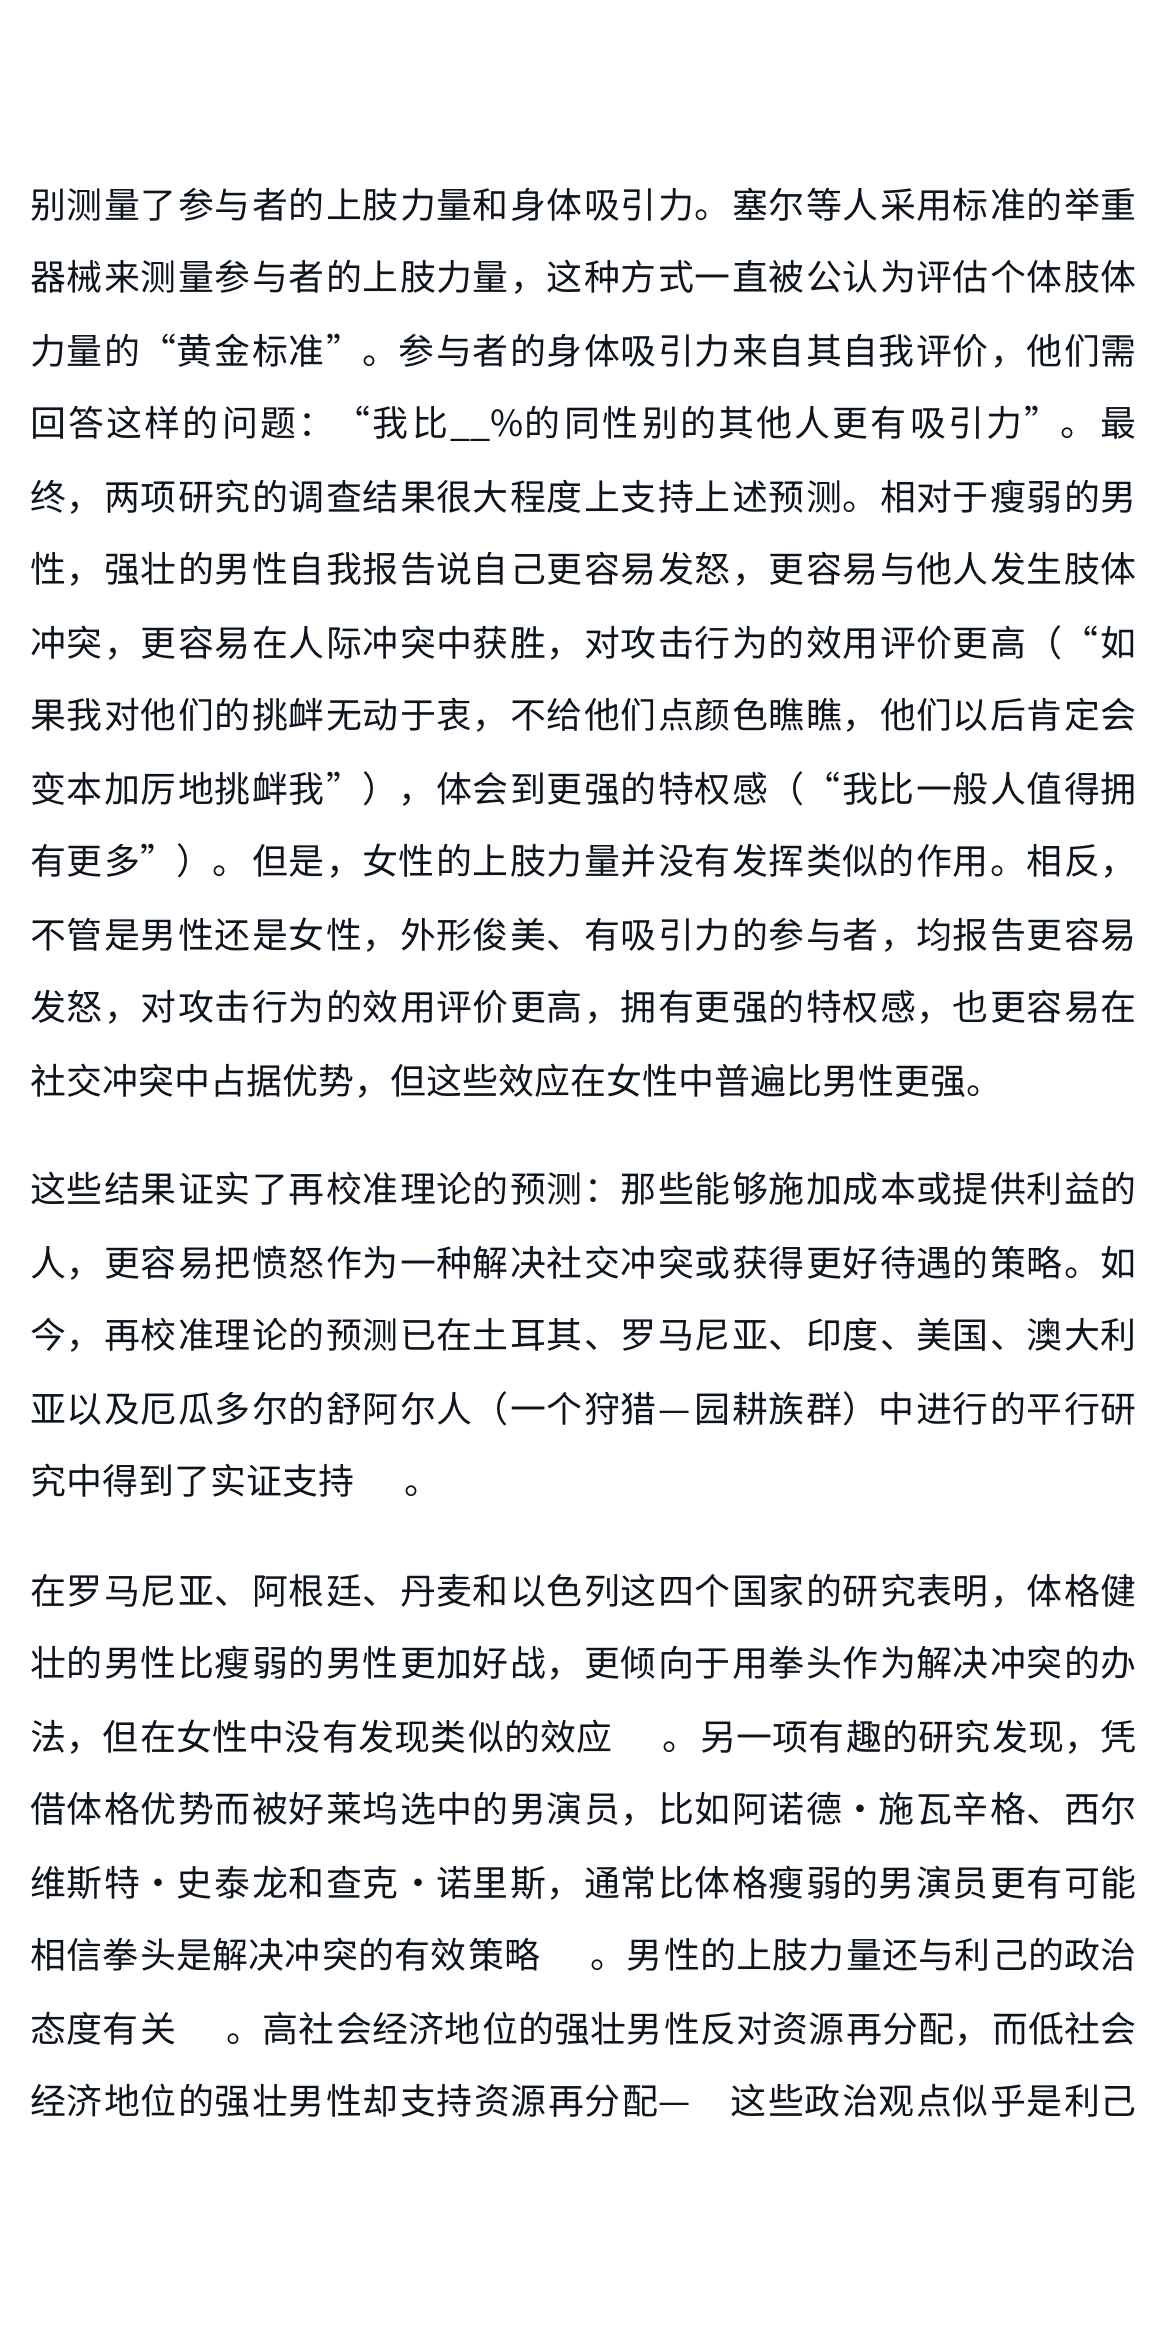 别测量了参与者的上肢力量和身体吸引力。塞尔等人采用标准的举重
器械来测量参与者的上肢力量，这种方式一直被公认为评估个体肢体
力量的“黄金标准”。参与者的身体吸引力来自其自我评价，他们需
回答这样的问题：“我比__%的同性别的其他人更有吸引力”。最
终，两项研究的调查结果很大程度上支持上述预测。相对于瘦弱的男
性，强壮的男性自我报告说自己更容易发怒，更容易与他人发生肢体
冲突，更容易在人际冲突中获胜，对攻击行为的效用评价更高（“如
果我对他们的挑衅无动于衷，不给他们点颜色瞧瞧，他们以后肯定会
变本加厉地挑衅我”），体会到更强的特权感（“我比一般人值得拥
有更多”）。但是，女性的上肢力量并没有发挥类似的作用。相反，
不管是男性还是女性，外形俊美、有吸引力的参与者，均报告更容易
发怒，对攻击行为的效用评价更高，拥有更强的特权感，也更容易在
社交冲突中占据优势，但这些效应在女性中普遍比男性更强。
这些结果证实了再校准理论的预测：那些能够施加成本或提供利益的
人，更容易把愤怒作为一种解决社交冲突或获得更好待遇的策略。如
今，再校准理论的预测已在土耳其、罗马尼亚、印度、美国、澳大利
亚以及厄瓜多尔的舒阿尔人（一个狩猎—园耕族群）中进行的平行研
究中得到了实证支持 。
在罗马尼亚、阿根廷、丹麦和以色列这四个国家的研究表明，体格健
壮的男性比瘦弱的男性更加好战，更倾向于用拳头作为解决冲突的办
法，但在女性中没有发现类似的效应 。另一项有趣的研究发现，凭
借体格优势而被好莱坞选中的男演员，比如阿诺德·施瓦辛格、西尔
维斯特·史泰龙和查克·诺里斯，通常比体格瘦弱的男演员更有可能
相信拳头是解决冲突的有效策略 。男性的上肢力量还与利己的政治
态度有关 。高社会经济地位的强壮男性反对资源再分配，而低社会
经济地位的强壮男性却支持资源再分配— 这些政治观点似乎是利己